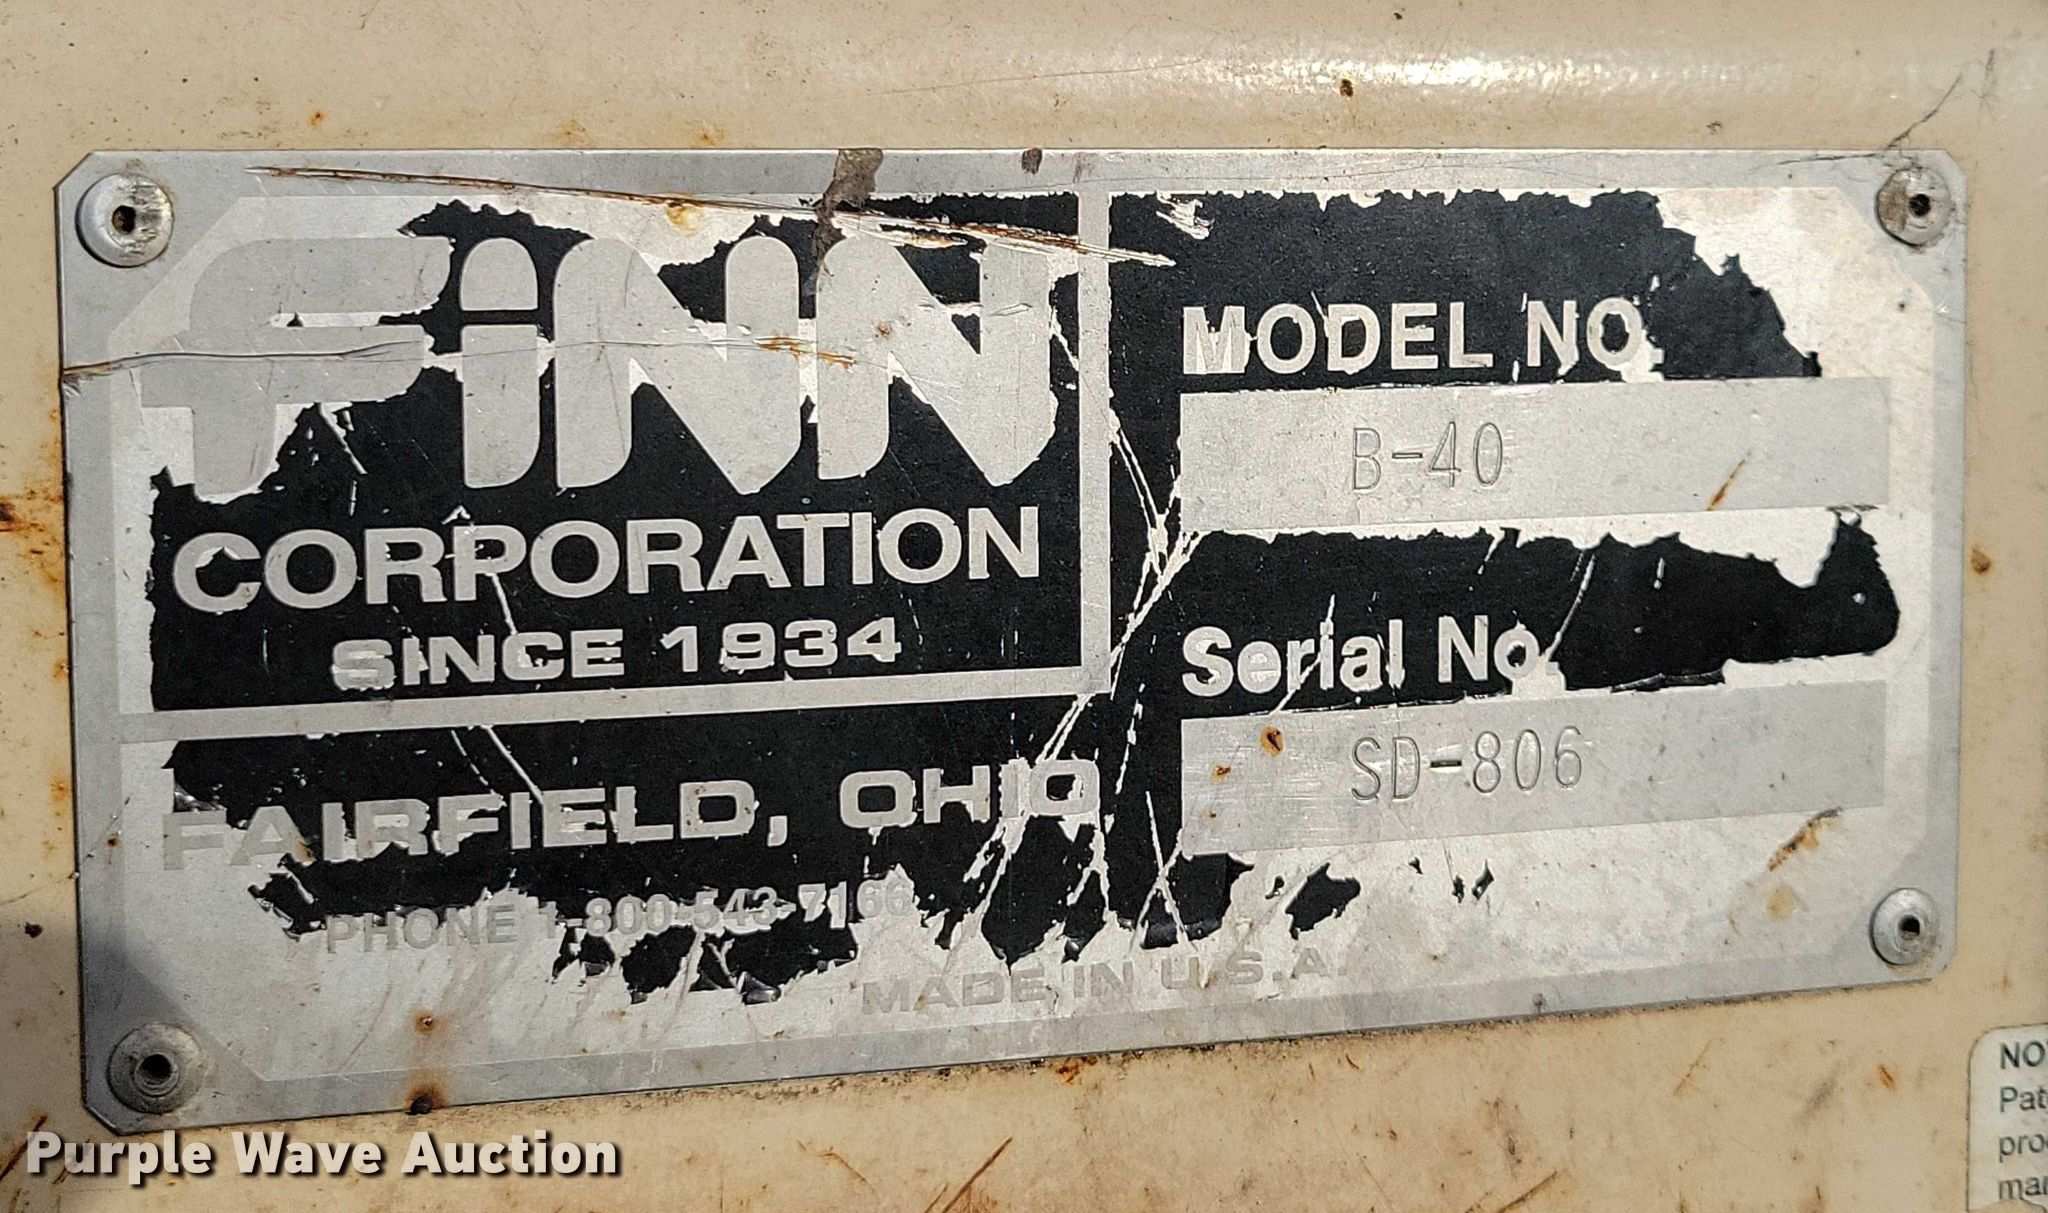 FiNN
CORPORATION
SINCE 1934
FAIRFIELD, OHIO
PHONE 1-800-543-7166
MADE IN U.S.A.
MODEL NO.
B-40
Serial No.
SD-806
Purple Wave Auction